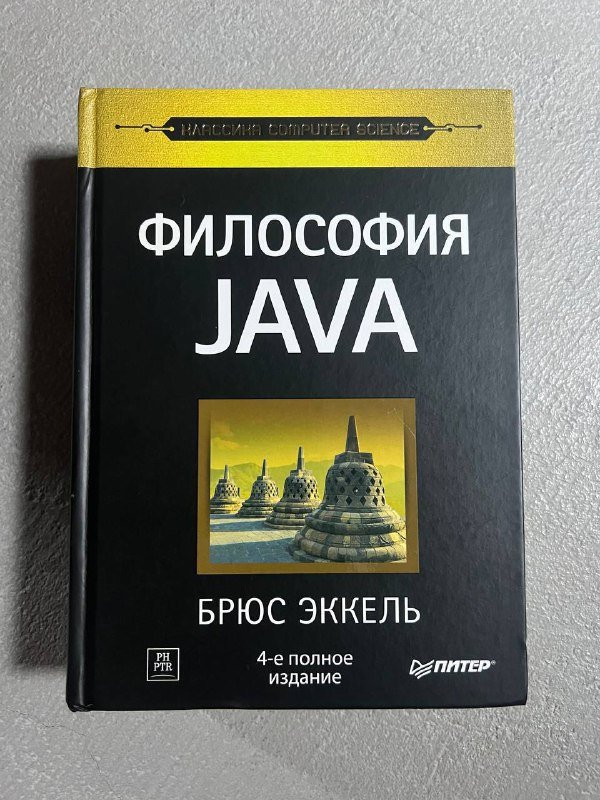 КЛАССИКА COMPUTER SCIENCE
ФИЛОСОФИЯ
JAVA
БРЮС ЭККЕЛЬ
4-е полное
издание
PH
PTR
ПИТЕР®